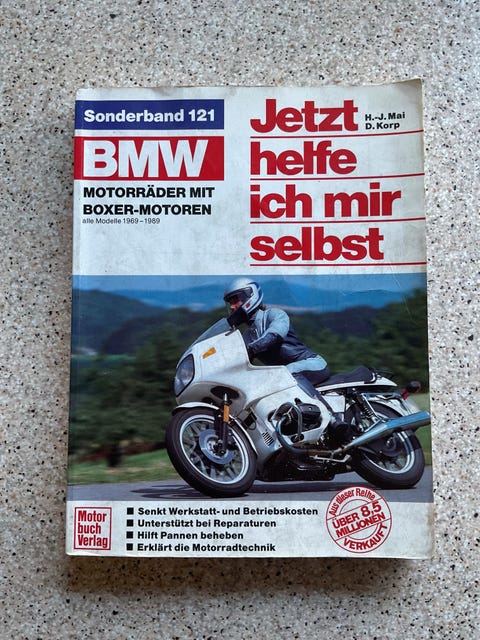 Sonderband 121
BMW
MOTORRÄDER MIT
BOXER-MOTOREN
alle Modelle 1969–1989
Jetzt
helfe
ich mir
selbst
H.-J. Mai
D. Korp
Motor
buch
Verlag
■ Senkt Werkstatt- und Betriebskosten
■ Unterstützt bei Reparaturen
■ Hilft Pannen beheben
■ Erklärt die Motorradtechnik
Aus dieser Reihe
ÜBER 8,5
MILLIONEN
VERKAUFT